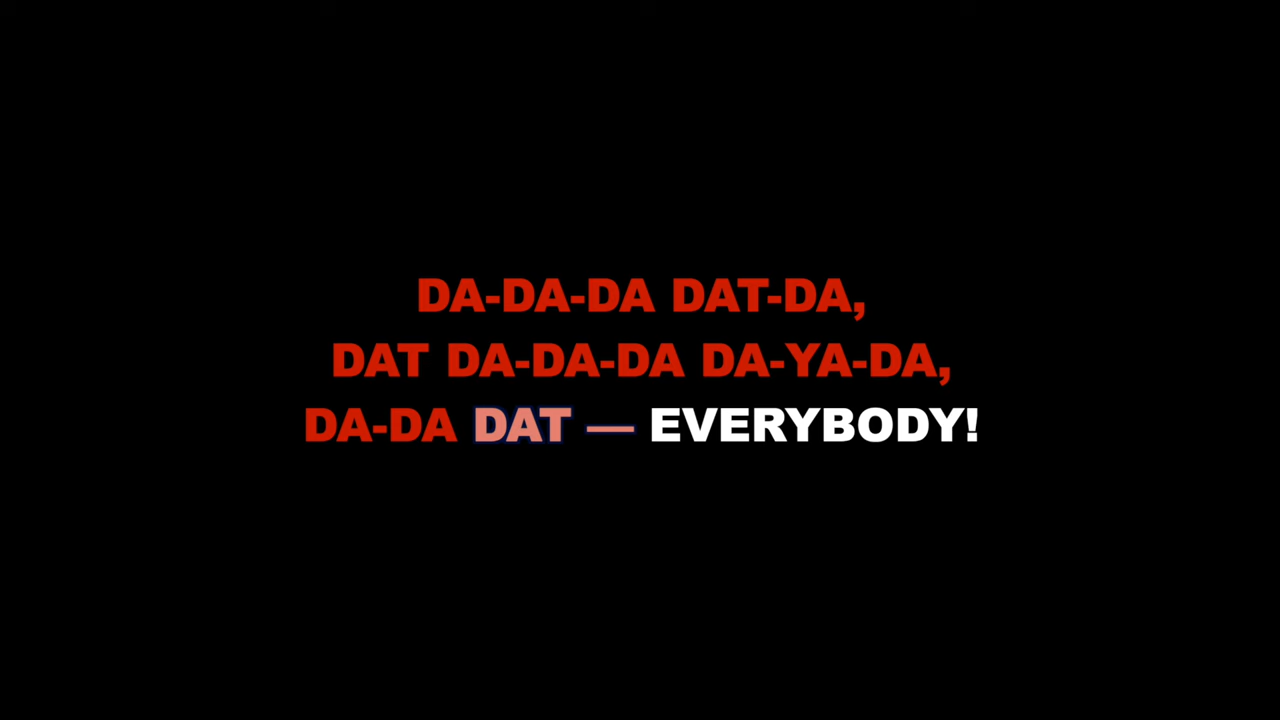 DA-DA-DA DAT-DA,
DAT DA-DA-DA DA-YA-DA,
DA-DA DAT — EVERYBODY!